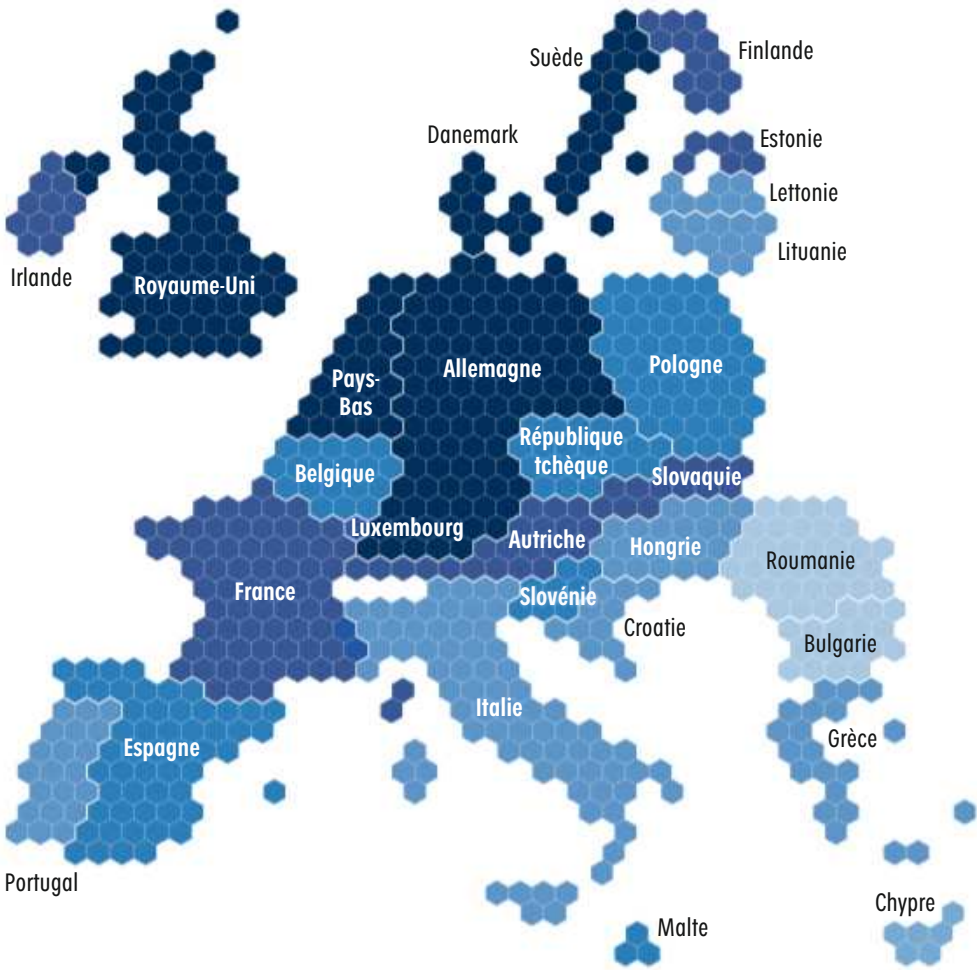 Suède
Finlande
Danemark
Estonie
Lettonie
Lituanie
Irlande
Royaume-Uni
Pays-
Bas
Allemagne
Pologne
Belgique
République
tchèque
Slovaquie
Luxembourg
Autriche
Hongrie
Roumanie
France
Slovénie
Croatie
Bulgarie
Italie
Espagne
Grèce
Portugal
Chypre
Malte